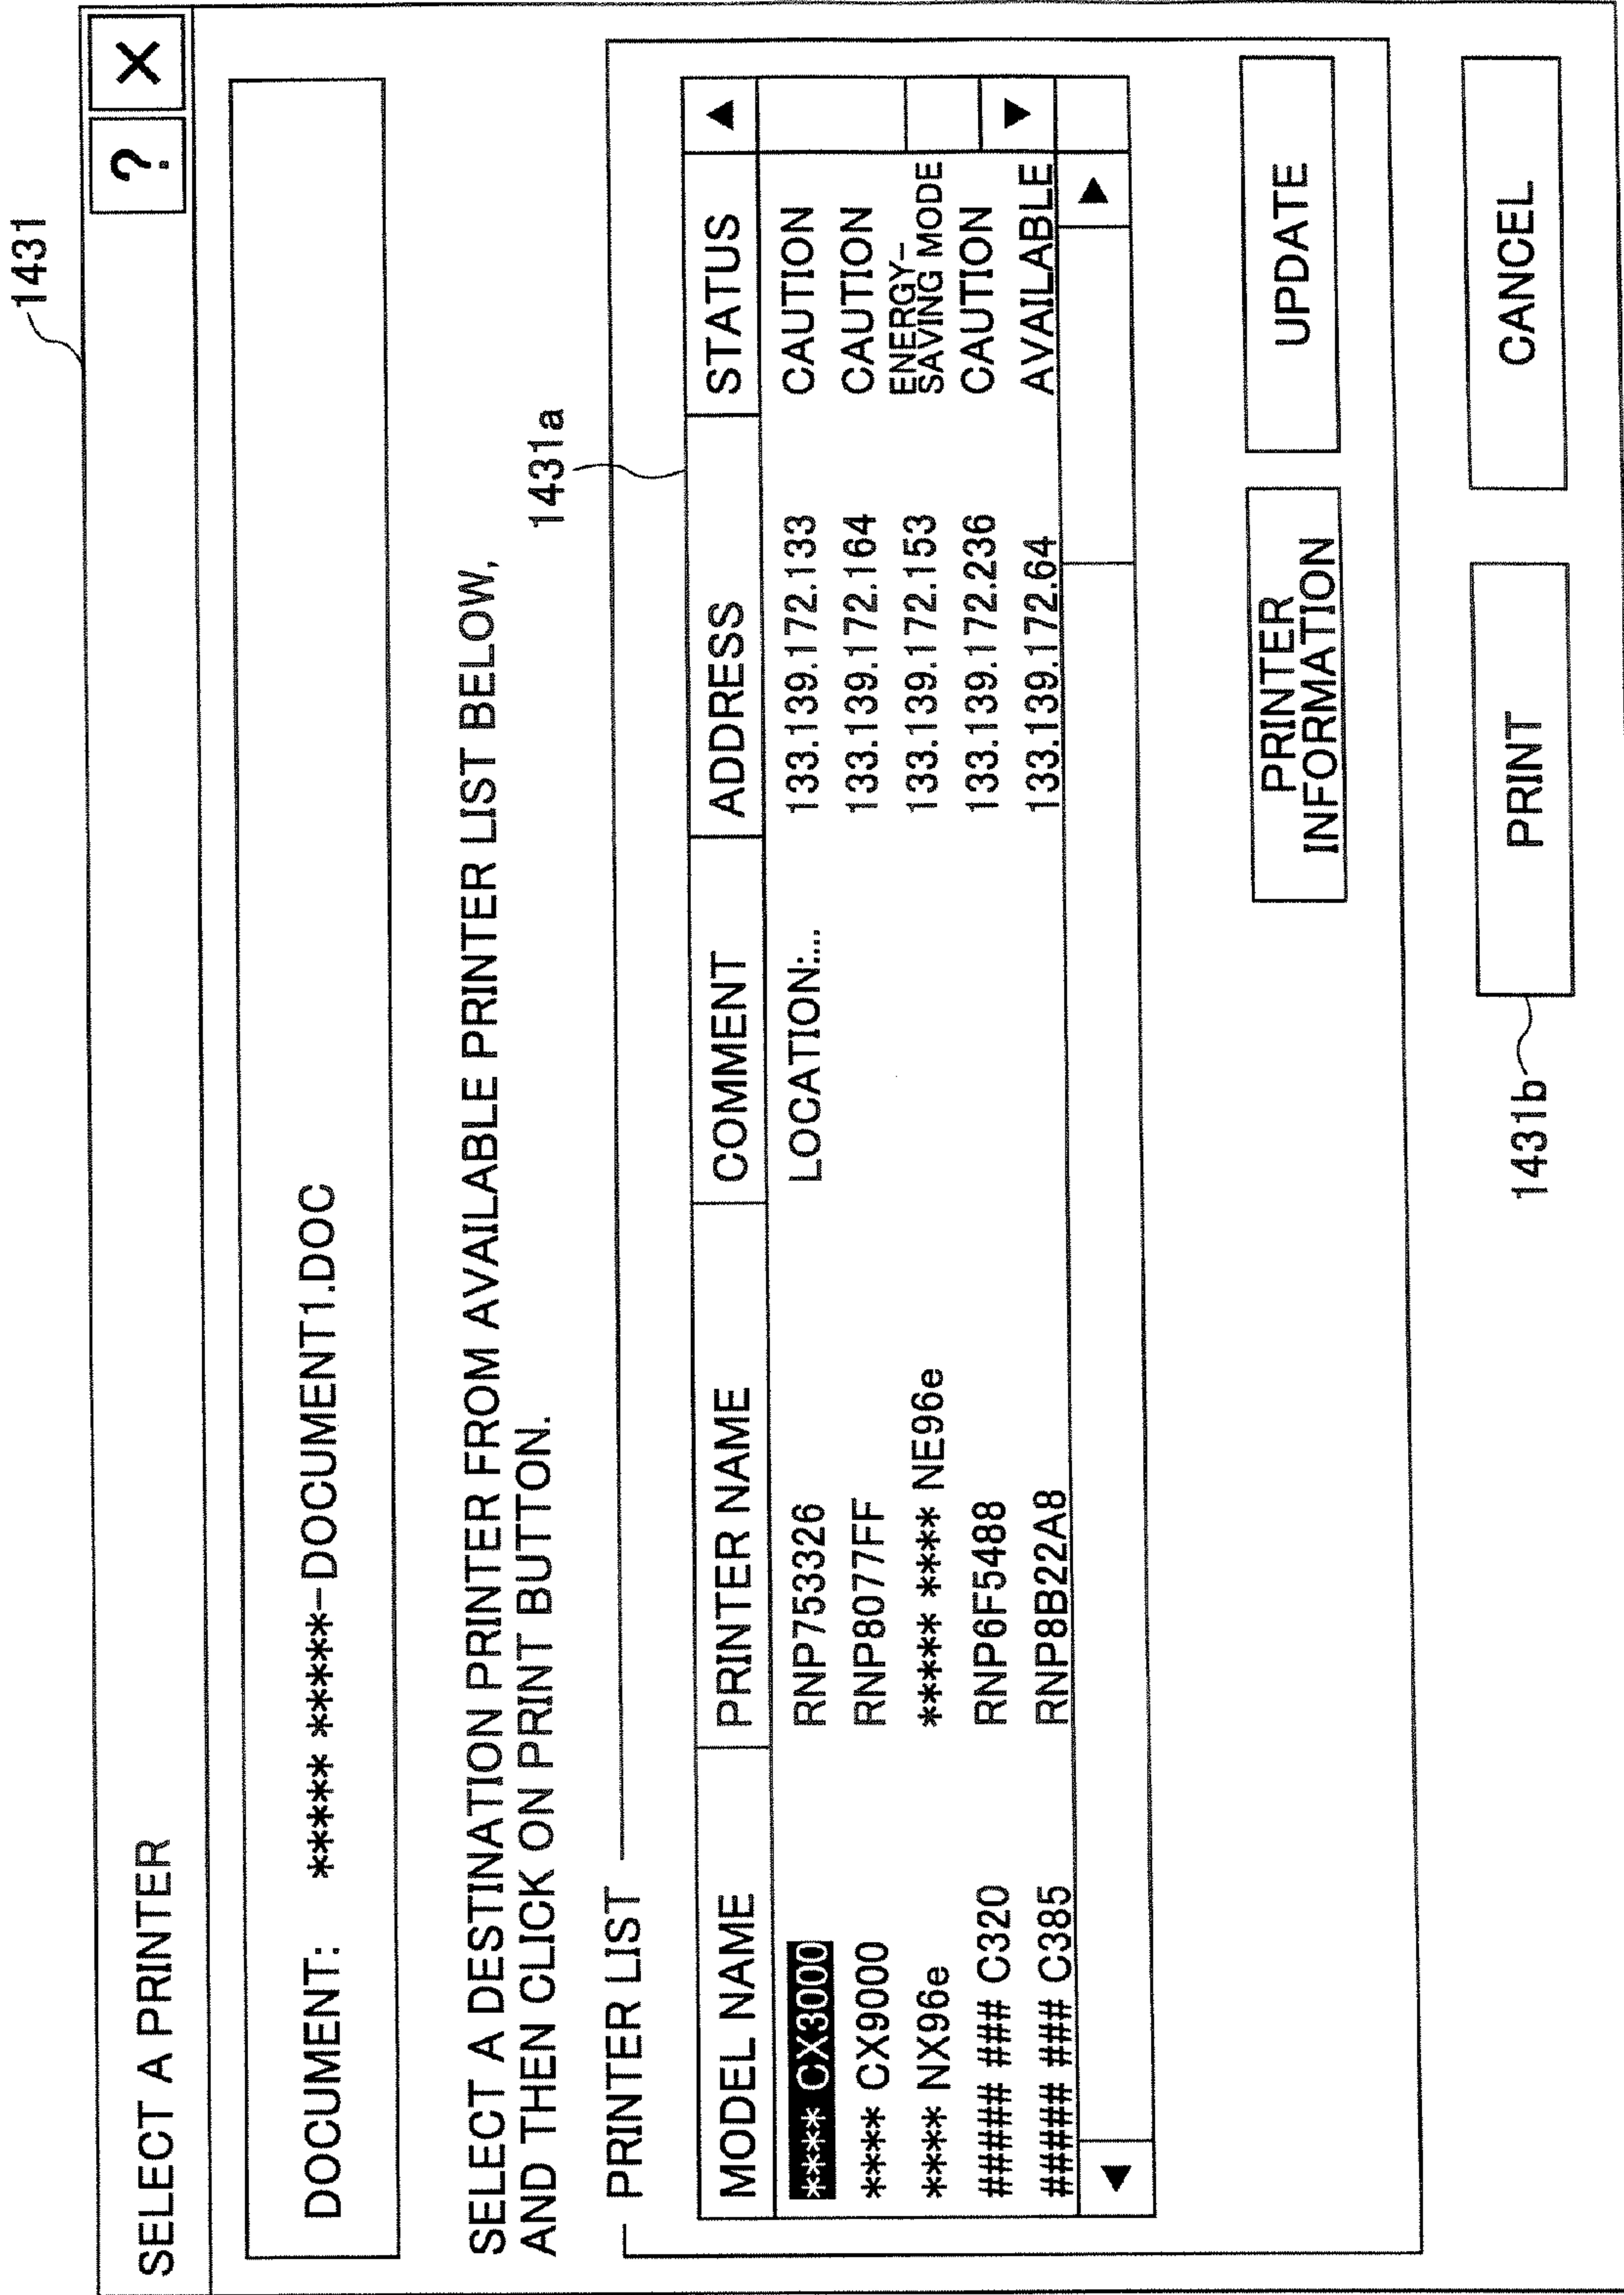 1431
SELECT A PRINTER ? X
DOCUMENT: **** ****-DOCUMENT1.DOC
SELECT A DESTINATION PRINTER FROM AVAILABLE PRINTER LIST BELOW,
AND THEN CLICK ON PRINT BUTTON.
1431a
PRINTER LIST
MODEL NAME PRINTER NAME COMMENT ADDRESS STATUS
**** CX3000 RNP753326 LOCATION:... 133.139.172.133 CAUTION
**** CX9000 RNP8077FF 133.139.172.164 CAUTION
**** NX96e ***** **** NE96e 133.139.172.153 ENERGY-
SAVING MODE
##### ### C320 RNP6F5488 133.139.172.236 CAUTION
##### ### C385 RNP8B22A8 133.139.172.64 AVAILABLE
PRINTER
INFORMATION
UPDATE
1431b
PRINT
CANCEL